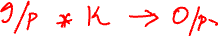 I/p * K → O/p